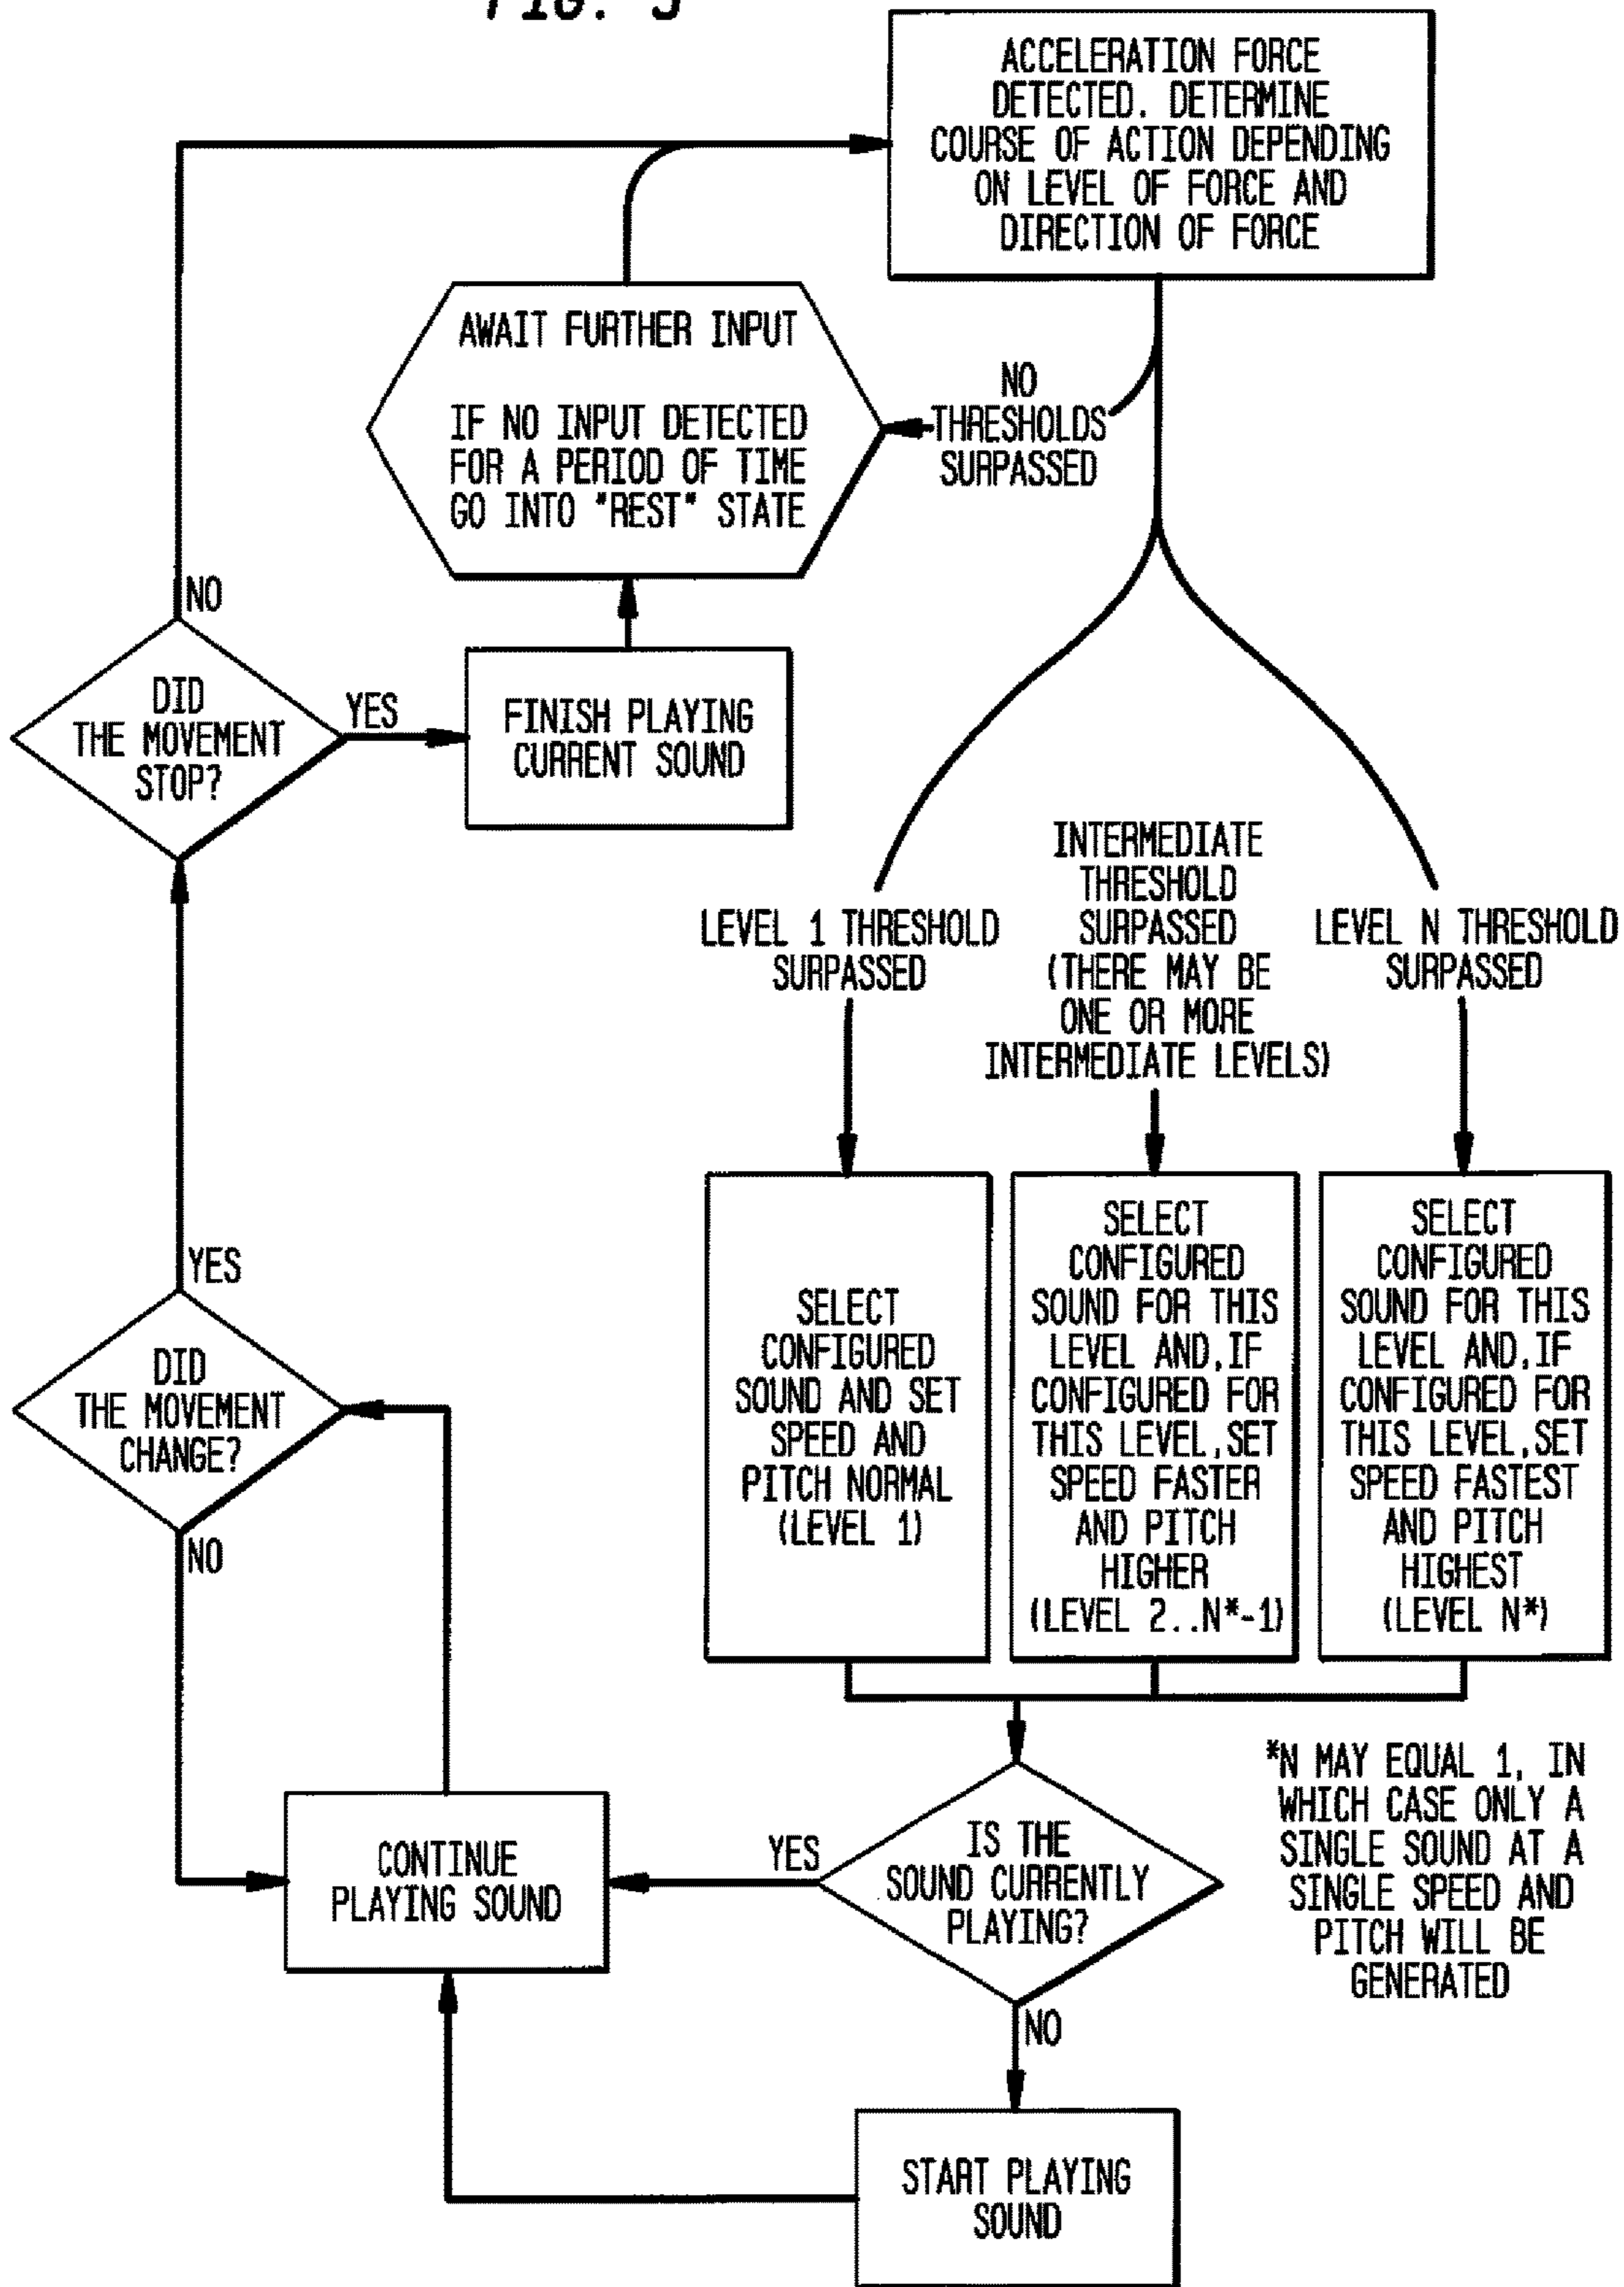 FIG. 5
ACCELERATION FORCE
DETECTED. DETERMINE
COURSE OF ACTION DEPENDING
ON LEVEL OF FORCE AND
DIRECTION OF FORCE
AWAIT FURTHER INPUT
IF NO INPUT DETECTED
FOR A PERIOD OF TIME
GO INTO "REST" STATE
NO
THRESHOLDS
SURPASSED
NO
DID
THE MOVEMENT
STOP?
YES
FINISH PLAYING
CURRENT SOUND
LEVEL 1 THRESHOLD
SURPASSED
INTERMEDIATE
THRESHOLD
SURPASSED
(THERE MAY BE
ONE OR MORE
INTERMEDIATE LEVELS)
LEVEL N THRESHOLD
SURPASSED
SELECT
CONFIGURED
SOUND AND SET
SPEED AND
PITCH NORMAL
(LEVEL 1)
SELECT
CONFIGURED
SOUND FOR THIS
LEVEL AND,IF
CONFIGURED FOR
THIS LEVEL,SET
SPEED FASTER
AND PITCH
HIGHER
(LEVEL 2..N*-1)
SELECT
CONFIGURED
SOUND FOR THIS
LEVEL AND,IF
CONFIGURED FOR
THIS LEVEL,SET
SPEED FASTEST
AND PITCH
HIGHEST
(LEVEL N*)
YES
DID
THE MOVEMENT
CHANGE?
NO
CONTINUE
PLAYING SOUND
YES
IS THE
SOUND CURRENTLY
PLAYING?
NO
*N MAY EQUAL 1, IN
WHICH CASE ONLY A
SINGLE SOUND AT A
SINGLE SPEED AND
PITCH WILL BE
GENERATED
START PLAYING
SOUND